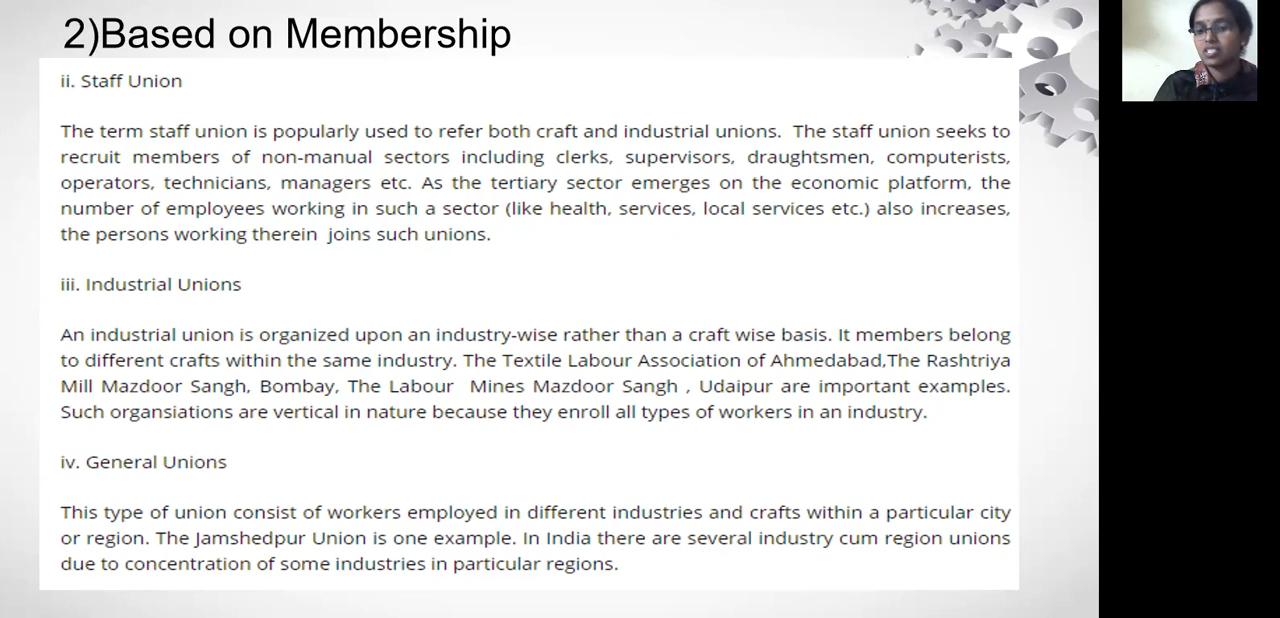 2)Based on Membership
ii. Staff Union
The term staff union is popularly used to refer both craft and industrial unions. The staff union seeks to
recruit members of non-manual sectors including clerks, supervisors, draughtsmen, computerists,
operators, technicians, managers etc. As the tertiary sector emerges on the economic platform, the
number of employees working in such a sector (like health, services, local services etc.) also increases,
the persons working therein joins such unions.
iii. Industrial Unions
An industrial union is organized upon an industry-wise rather than a craft wise basis. It members belong
to different crafts within the same industry. The Textile Labour Association of Ahmedabad,The Rashtriya
Mill Mazdoor Sangh, Bombay, The Labour Mines Mazdoor Sangh , Udaipur are important examples.
Such organsiations are vertical in nature because they enroll all types of workers in an industry.
iv. General Unions
This type of union consist of workers employed in different industries and crafts within a particular city
or region. The Jamshedpur Union is one example. In India there are several industry cum region unions
due to concentration of some industries in particular regions.